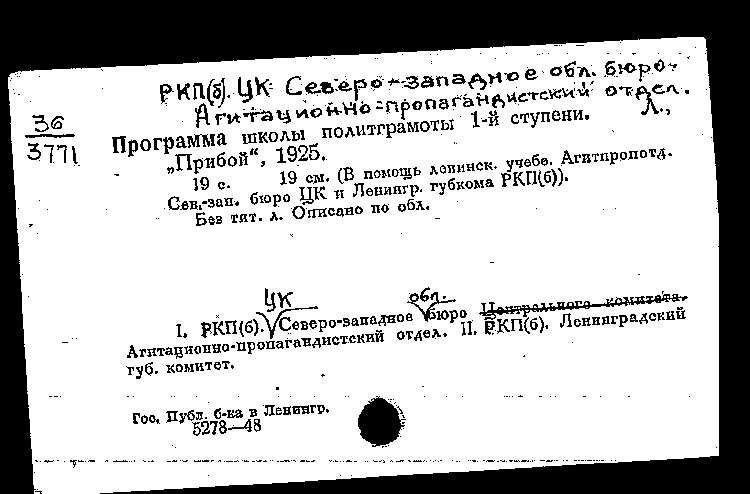 РКП(б). ЦК Северо-западное обл. бюро.
Агитационно-пропагандистский отдел.
36
3771
Программа школы политграмоты 1-й ступени. Л.,
„Прибой“, 1925.
19 с. 19 см. (В помощь ленинск. учебе. Агитпропотд.
Сев.-зап. бюро ЦК и Ленингр. губкома РКП(б)).
Без тит. л. Описано по обл.
ЦК обл.
I. РКП(б). Северо-западное бюро Центрального комитета.
Агитационно-пропагандистский отдел. II. РКП(б). Ленинградский
губ. комитет.
Гос. Публ. б-ка в Ленингр.
5278—48